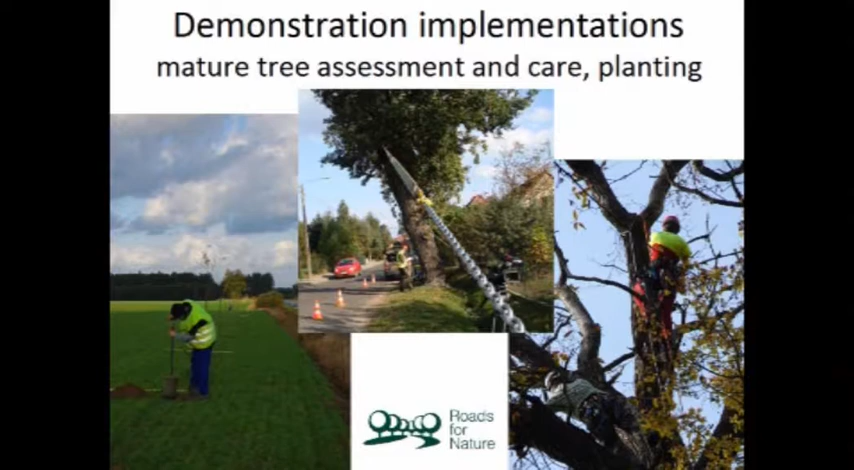 Demonstration implementations
mature tree assessment and care, planting
Roads
for
Nature